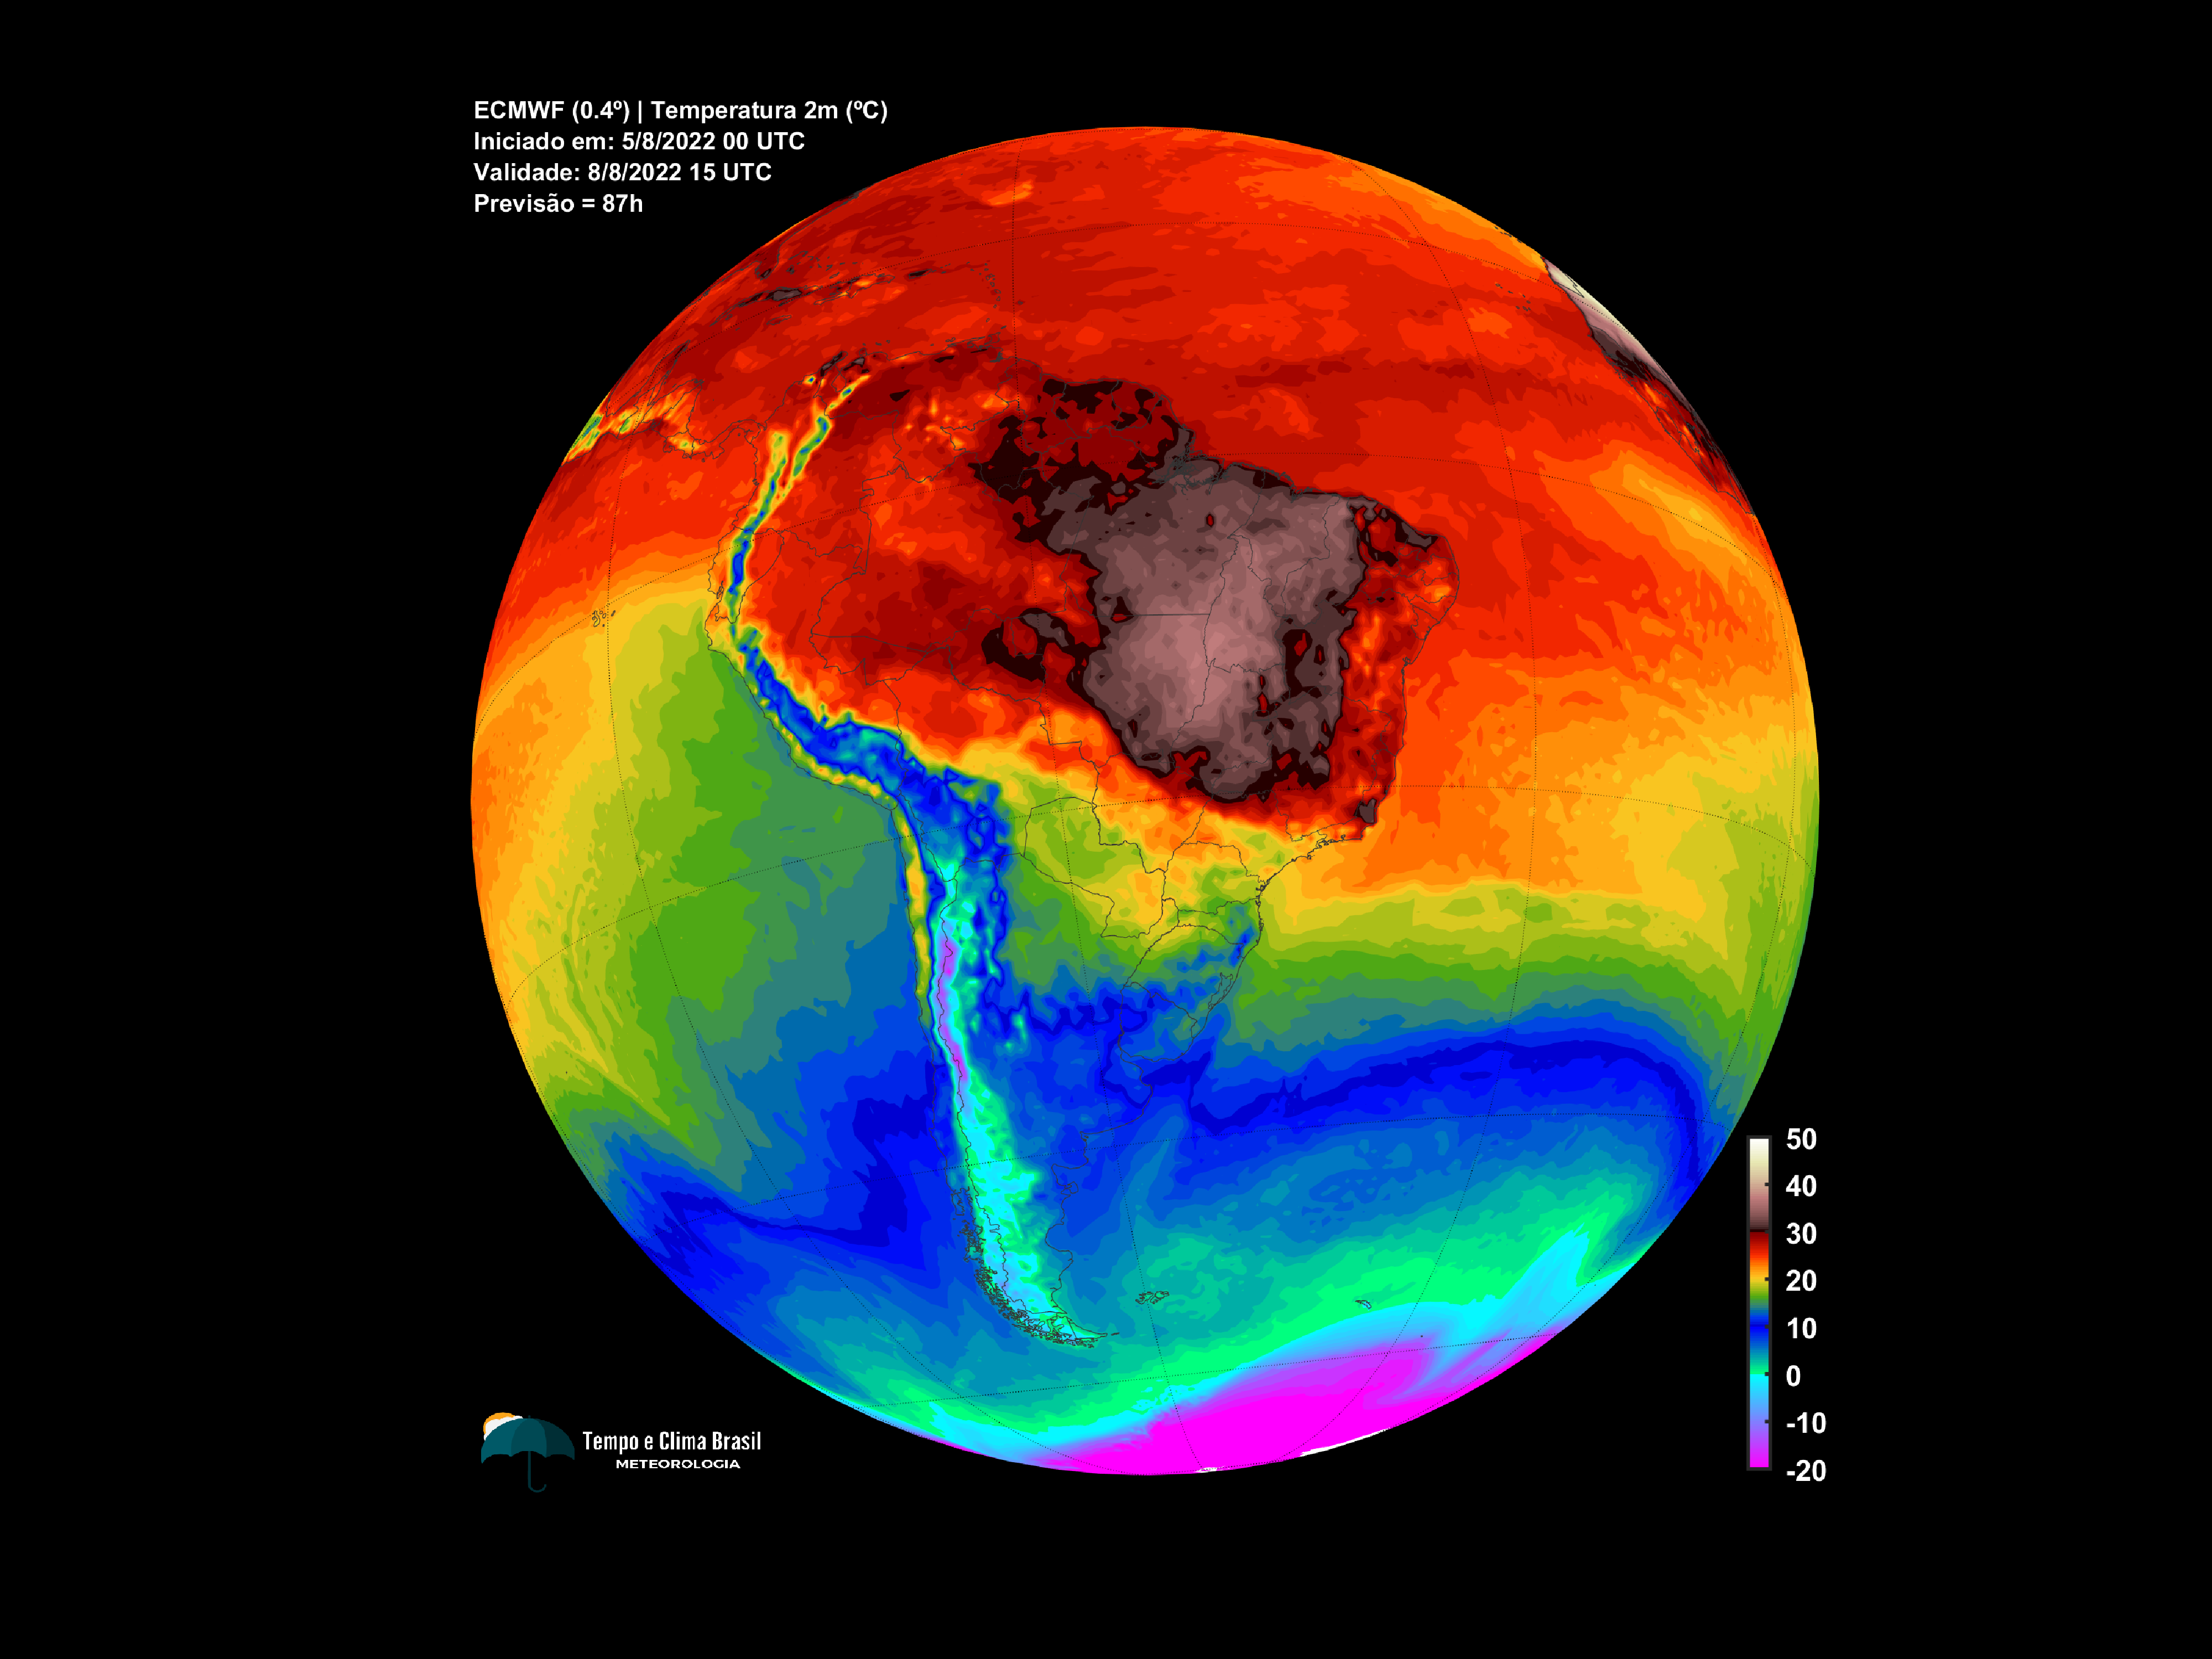 ECMWF (0.4º) | Temperatura 2m (ºC)
Iniciado em: 5/8/2022 00 UTC
Validade: 8/8/2022 15 UTC
Previsão = 87h
50
40
30
20
10
0
-10
-20
Tempo e Clima Brasil
METEOROLOGIA